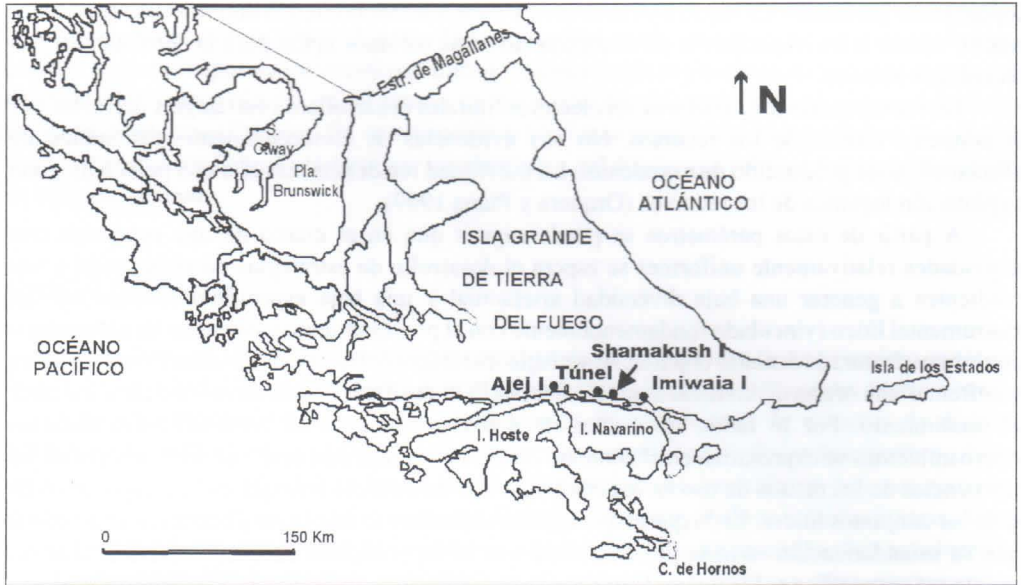 Estr. de Magallanes
N
Otway
Pla.
Brunswick
OCÉANO
ATLÁNTICO
ISLA GRANDE
DE TIERRA
DEL FUEGO
OCÉANO
PACÍFICO
Shamakush I
Túnel
Ajej I
Imiwaia I
Isla de los Estados
I. Hoste
I. Navarino
0 150 Km
C. de Hornos